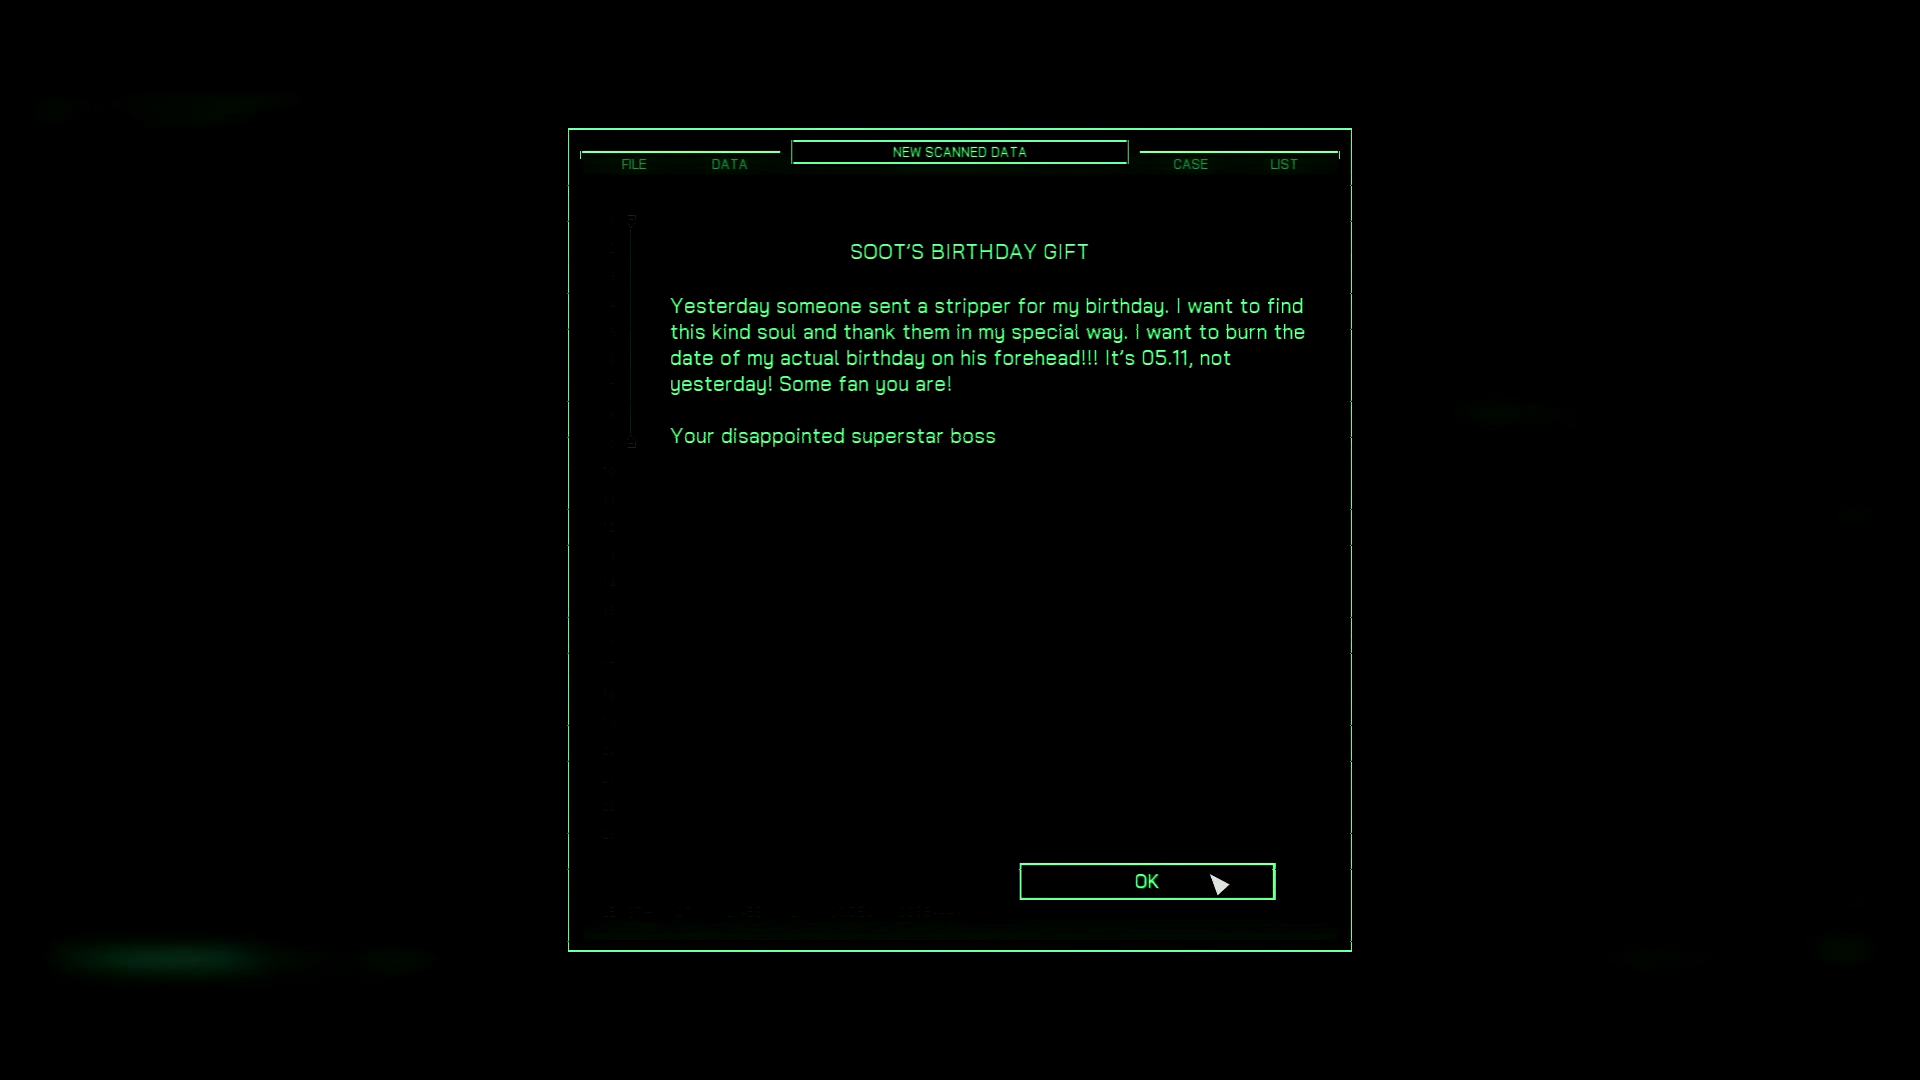 NEW SCANNED DATA
FILE DATA CASE LIST
SOOT'S BIRTHDAY GIFT
Yesterday someone sent a stripper for my birthday. I want to find
this kind soul and thank them in my special way. I want to burn the
date of my actual birthday on his forehead!!! It's 05.11, not
yesterday! Some fan you are!
Your disappointed superstar boss
OK